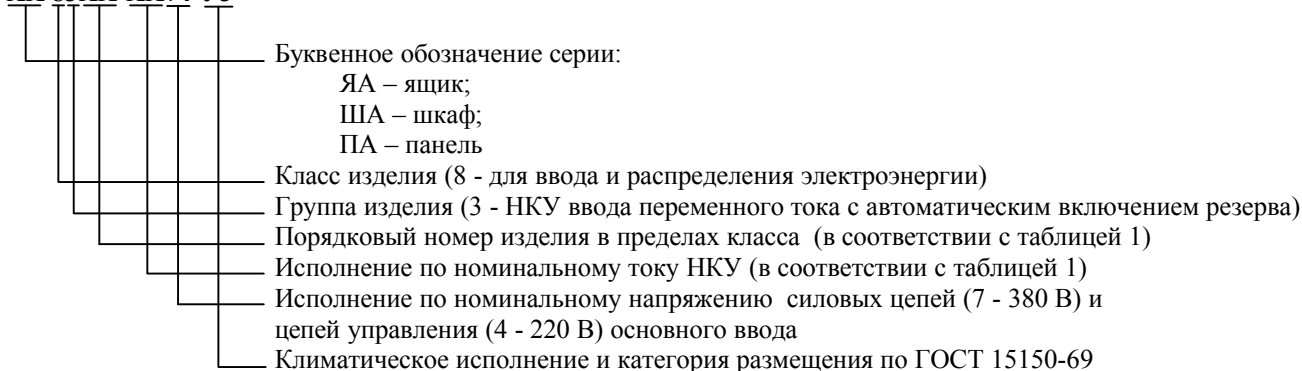 Буквенное обозначение серии:
ЯА – ящик;
ША – шкаф;
ПА – панель
Класс изделия (8 - для ввода и распределения электроэнергии)
Группа изделия (3 - НКУ ввода переменного тока с автоматическим включением резерва)
Порядковый номер изделия в пределах класса (в соответствии с таблицей 1)
Исполнение по номинальному току НКУ (в соответствии с таблицей 1)
Исполнение по номинальному напряжению силовых цепей (7 - 380 В) и
цепей управления (4 - 220 В) основного ввода
Климатическое исполнение и категория размещения по ГОСТ 15150-69